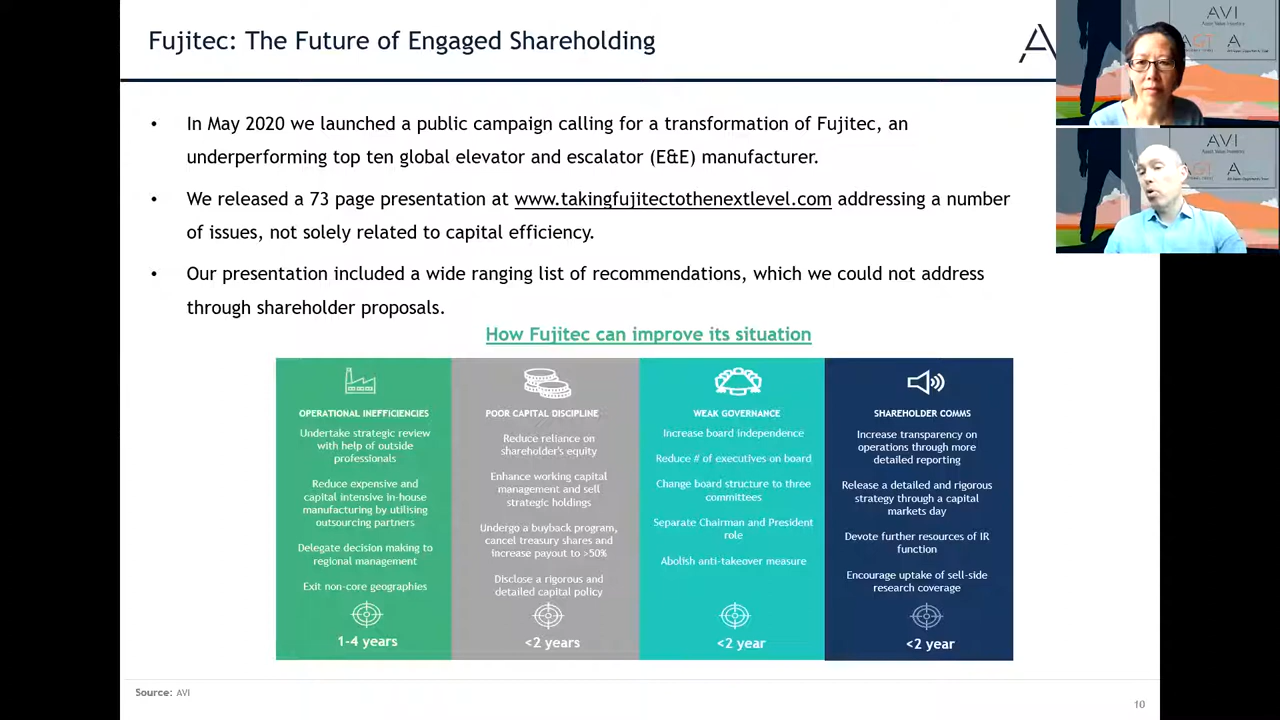 Fujitec: The Future of Engaged Shareholding
AVI
AVI
• In May 2020 we launched a public campaign calling for a transformation of Fujitec, an
underperforming top ten global elevator and escalator (E&E) manufacturer.
• We released a 73 page presentation at www.takingfujitectothenextlevel.com addressing a number
of issues, not solely related to capital efficiency.
• Our presentation included a wide ranging list of recommendations, which we could not address
through shareholder proposals.
How Fujitec can improve its situation
OPERATIONAL INEFFICIENCIES
Undertake strategic review
with help of outside
professionals
Reduce expensive and
capital intensive in-house
manufacturing by utilising
outsourcing partners
Delegate decision making to
regional management
Exit non-core geographies
1-4 years
POOR CAPITAL DISCIPLINE
Reduce reliance on
shareholder's equity
Enhance working capital
management and sell
strategic holdings
Undergo a buyback program,
cancel treasury shares and
increase payout to >50%
Disclose a rigorous and
detailed capital policy
<2 years
WEAK GOVERNANCE
Increase board independence
Reduce # of executives on board
Change board structure to three
committees
Separate Chairman and President
role
Abolish anti-takeover measure
<2 year
SHAREHOLDER COMMS
Increase transparency on
operations through more
detailed reporting
Release a detailed and rigorous
strategy through a capital
markets day
Devote further resources of IR
function
Encourage uptake of sell-side
research coverage
<2 year
Source: AVI
10